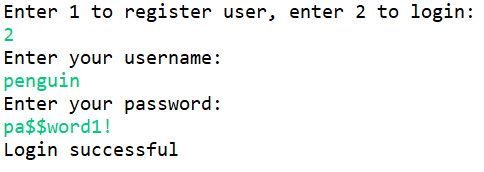 Enter 1 to register user, enter 2 to login:
2
Enter your username:
penguin
Enter your password:
pa$$word1!
Login successful